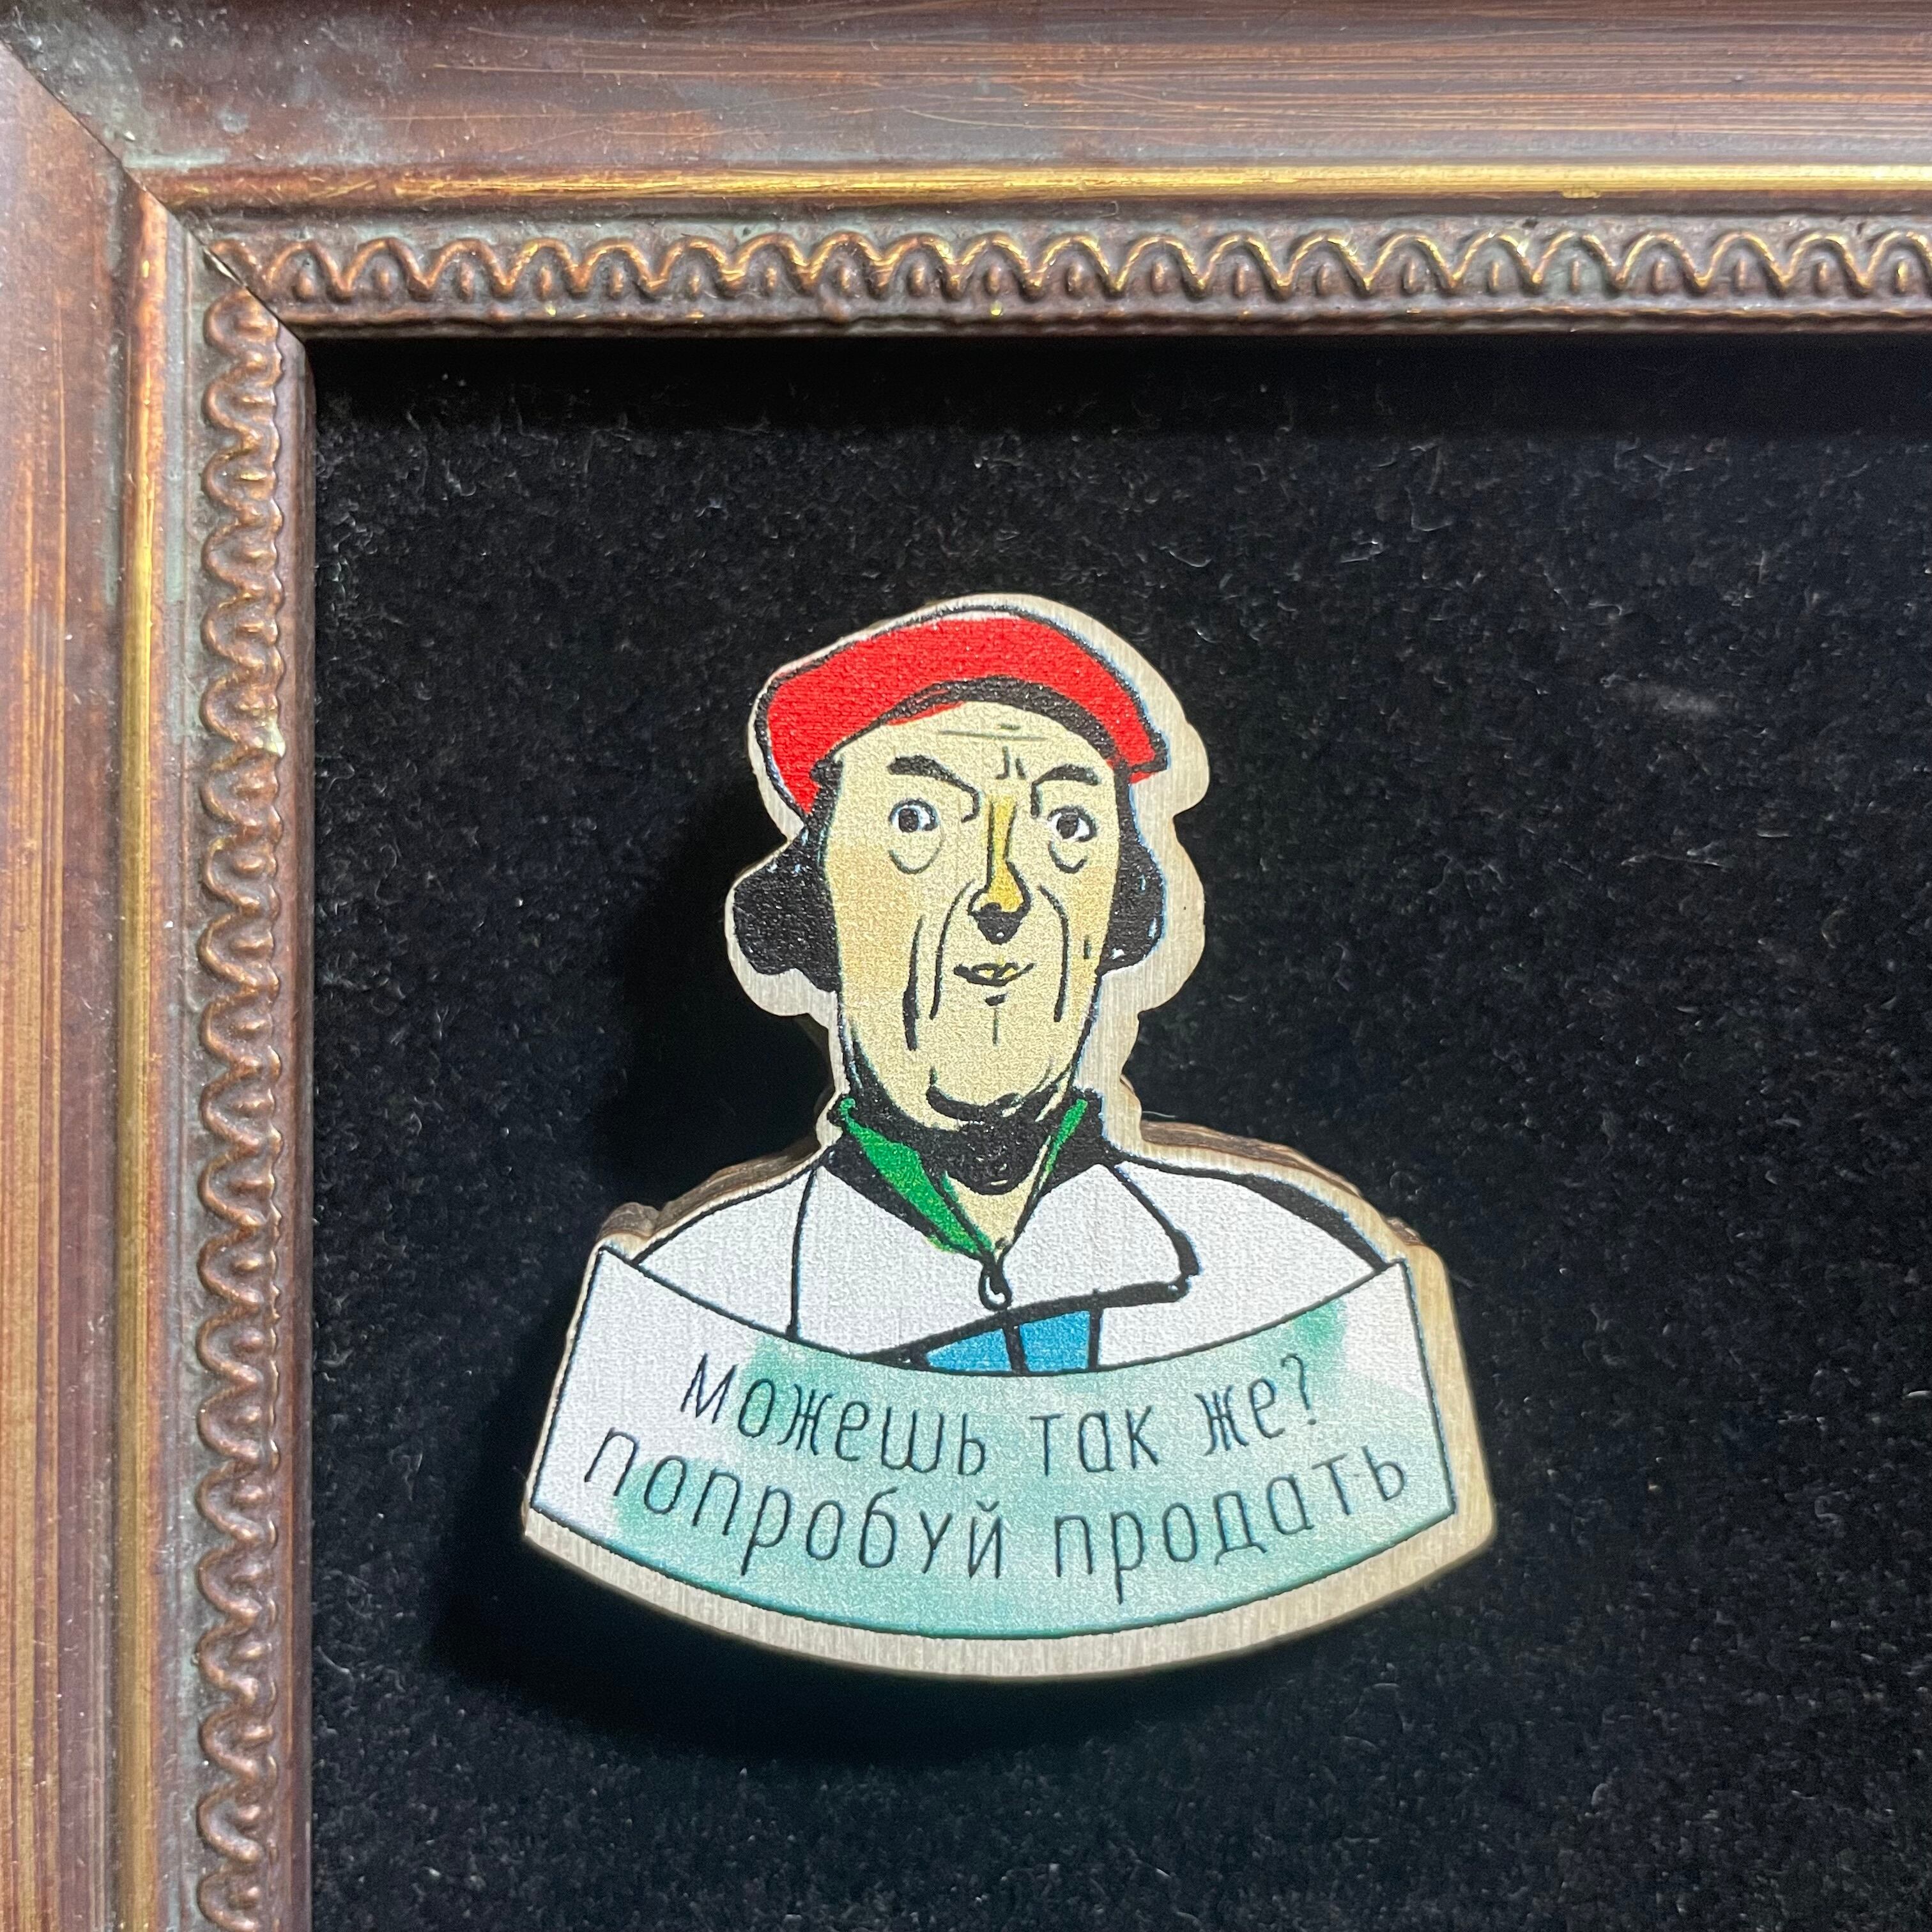 можешь так же?
попробуй продать